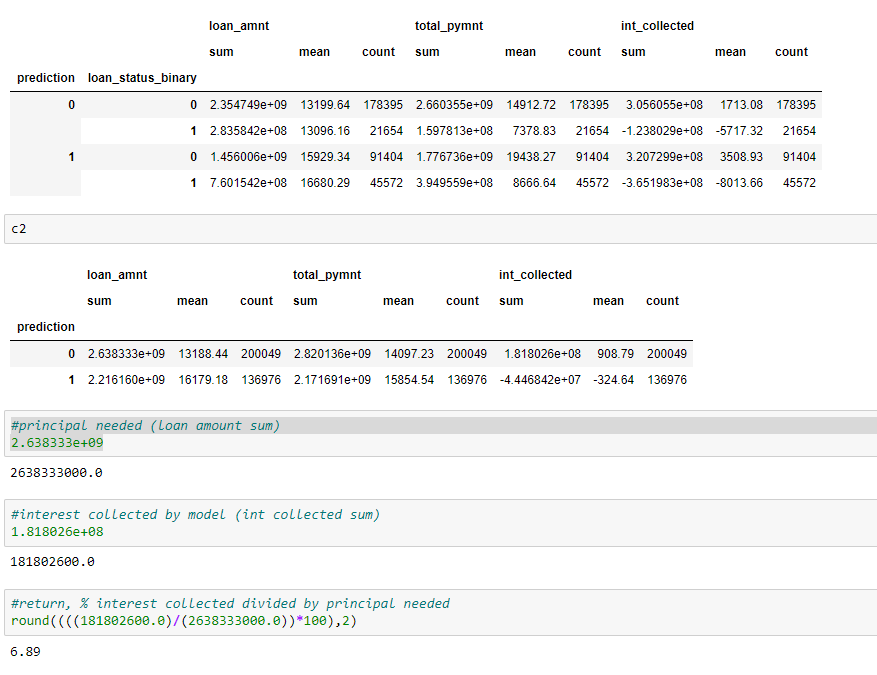 loan_amnt total_pymnt int_collected
sum mean count sum mean count sum mean count
prediction loan_status_binary
0 0 2.354749e+09 13199.64 178395 2.660355e+09 14912.72 178395 3.056055e+08 1713.08 178395
1 2.835842e+08 13096.16 21654 1.597813e+08 7378.83 21654 -1.238029e+08 -5717.32 21654
1 0 1.456006e+09 15929.34 91404 1.776736e+09 19438.27 91404 3.207299e+08 3508.93 91404
1 7.601542e+08 16680.29 45572 3.949559e+08 8666.64 45572 -3.651983e+08 -8013.66 45572
c2
loan_amnt total_pymnt int_collected
sum mean count sum mean count sum mean count
prediction
0 2.638333e+09 13188.44 200049 2.820136e+09 14097.23 200049 1.818026e+08 908.79 200049
1 2.216160e+09 16179.18 136976 2.171691e+09 15854.54 136976 -4.446842e+07 -324.64 136976
#principal needed (loan amount sum)
2.638333e+09
2638333000.0
#interest collected by model (int collected sum)
1.818026e+08
181802600.0
#return, % interest collected divided by principal needed
round((((181802600.0)/(2638333000.0))*100),2)
6.89